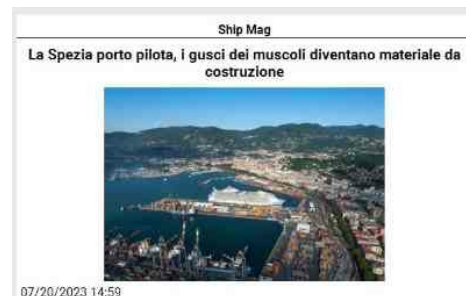 Ship Mag
La Spezia porto pilota, i gusci dei muscoli diventano materiale da
costruzione
07/20/2023 14:59